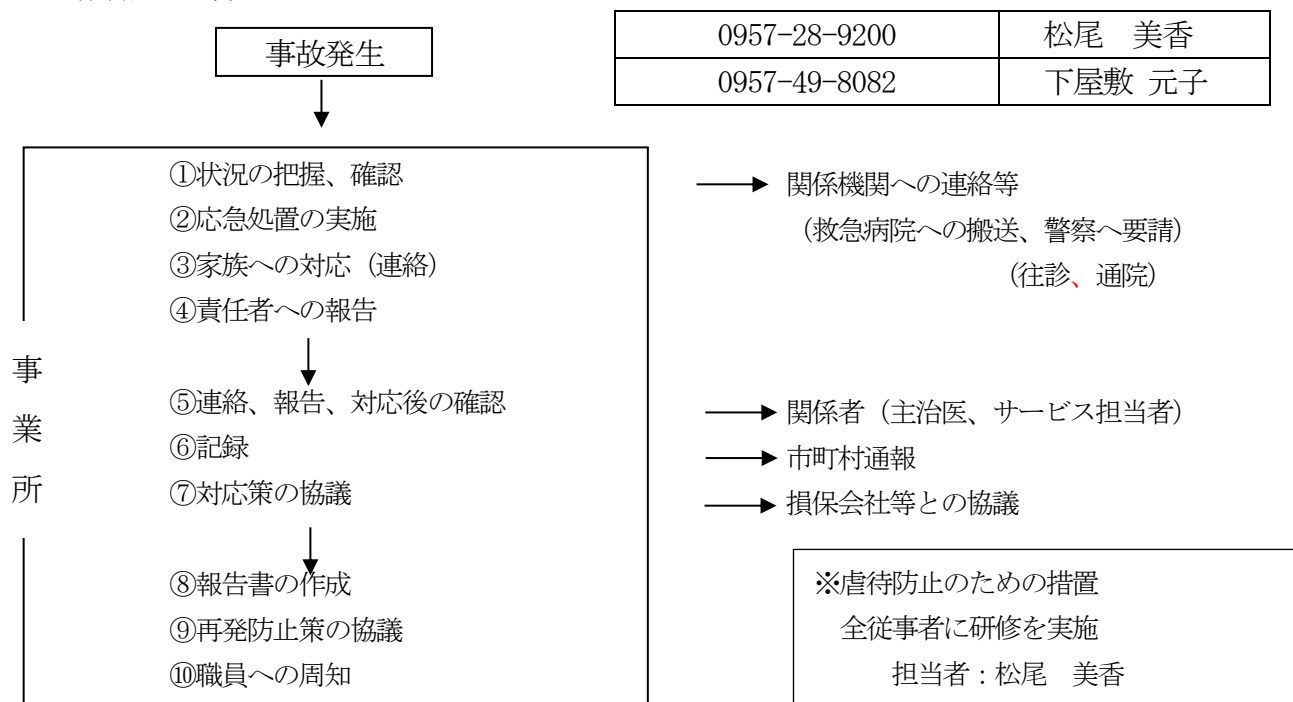 事故発生
0957-28-9200 松尾 美香
0957-49-8082 下屋敷 元子
①状況の把握、確認
②応急処置の実施
③家族への対応（連絡）
④責任者への報告
関係機関への連絡等
（救急病院への搬送、警察へ要請）
（往診、通院）
事業所
⑤連絡、報告、対応後の確認
⑥記録
⑦対応策の協議
関係者（主治医、サービス担当者）
市町村通報
損保会社等との協議
⑧報告書の作成
⑨再発防止策の協議
⑩職員への周知
※虐待防止のための措置
全従事者に研修を実施
担当者：松尾 美香